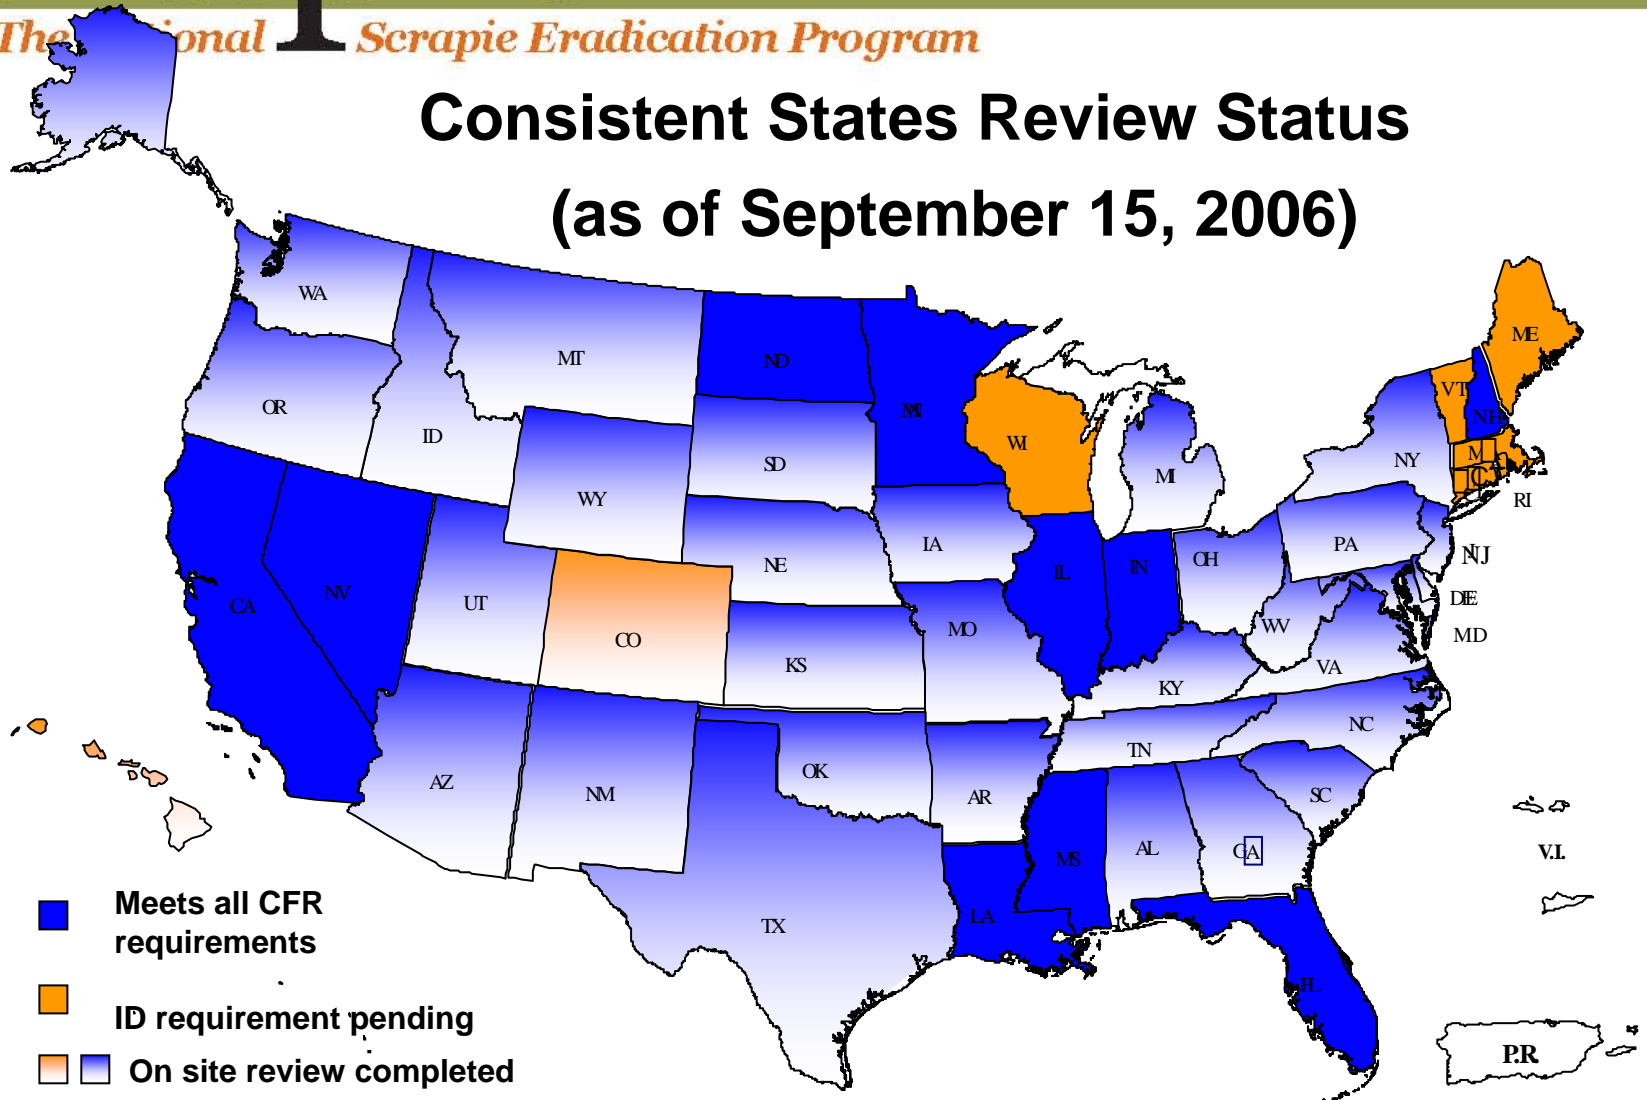 The onal Scrapie Eradication Program
Consistent States Review Status
(as of September 15, 2006)
WA
MT
ND
ME
OR
ID
SD
WI
MI
NY
VT
NH
RI
WY
IA
PA
NJ
NE
IL
IN
OH
DE
CA
NV
UT
CO
KS
MO
WV
MD
VA
KY
NC
TN
AZ
NM
OK
AR
SC
MS
AL
GA
V.I.
LA
TX
FL
P.R
Meets all CFR
requirements
ID requirement pending
On site review completed